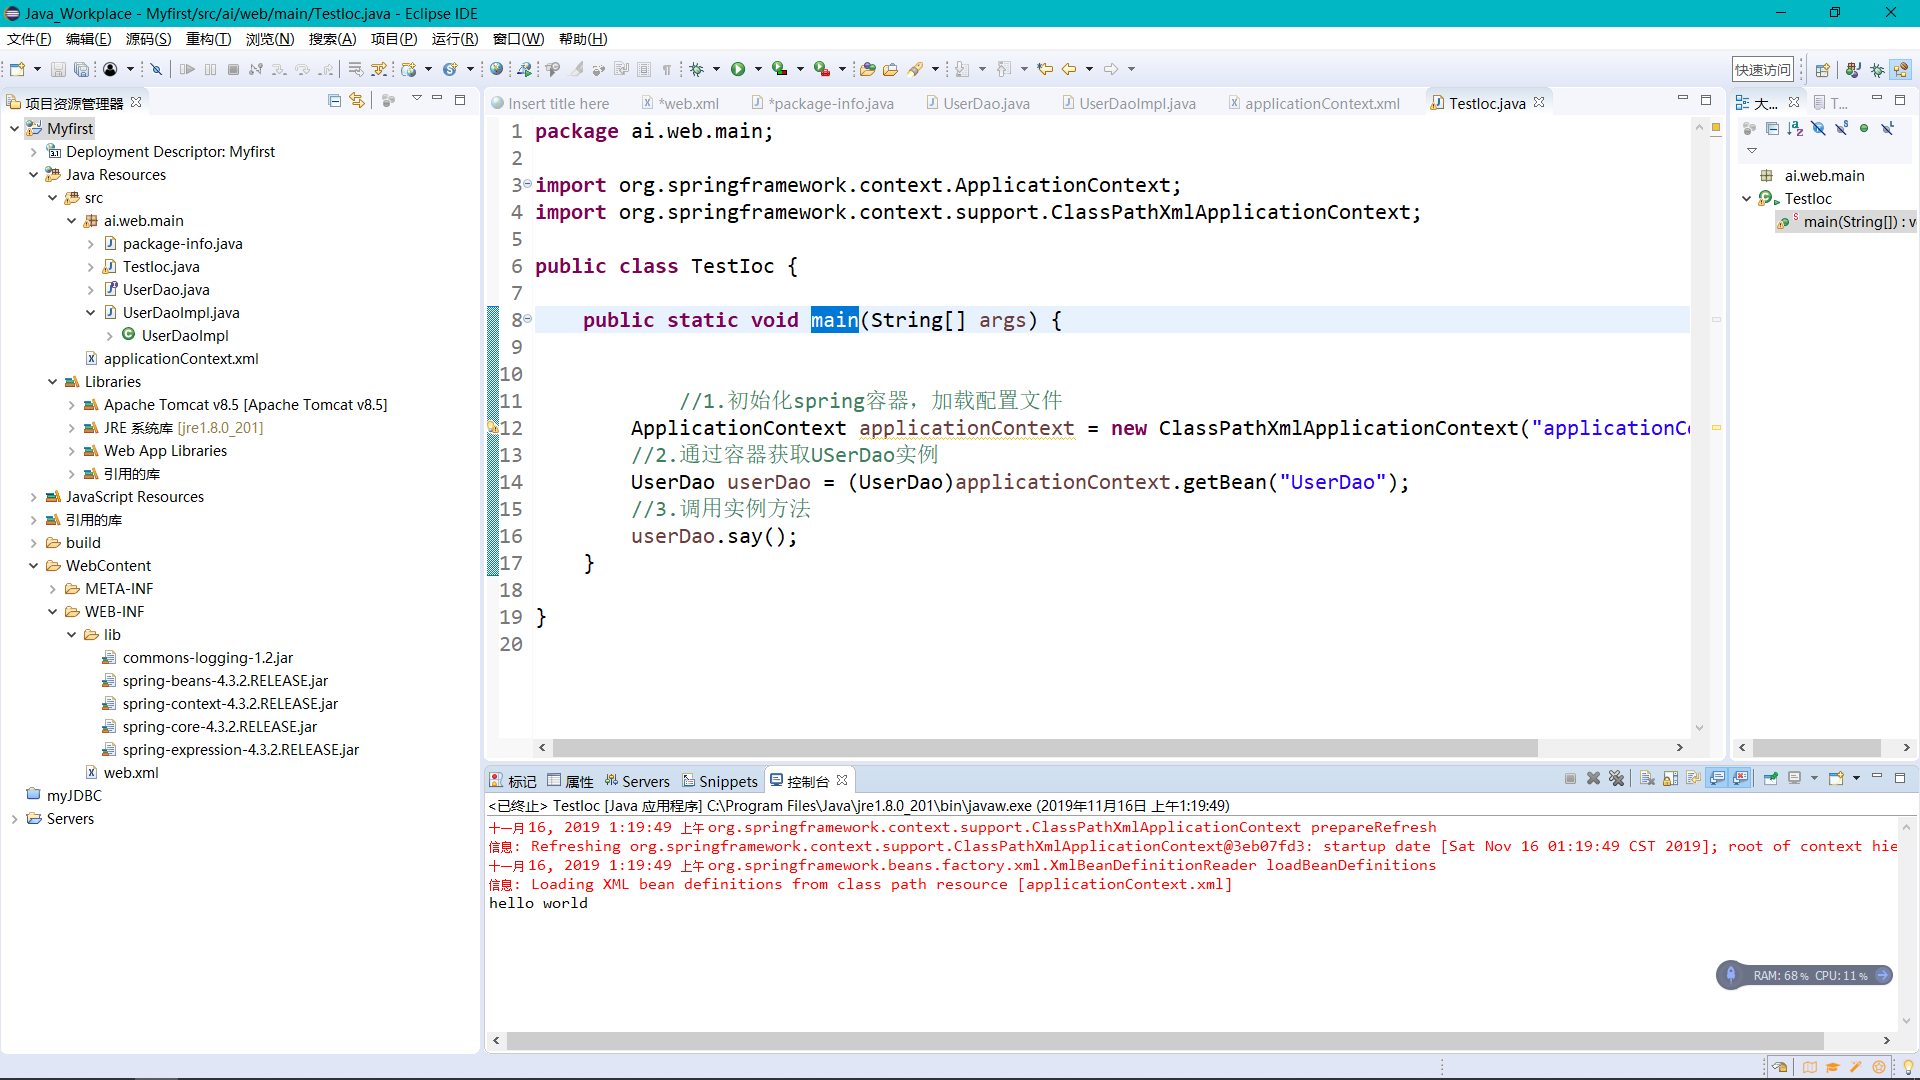 Java_Workplace - Myfirst/src/ai/web/main/TestIoc.java - Eclipse IDE
文件(F) 编辑(E) 源码(S) 重构(T) 浏览(N) 搜索(A) 项目(P) 运行(R) 窗口(W) 帮助(H)
快速访问
项目资源管理器
Myfirst
Deployment Descriptor: Myfirst
Java Resources
src
ai.web.main
package-info.java
TestIoc.java
UserDao.java
UserDaoImpl.java
UserDaoImpl
applicationContext.xml
Libraries
Apache Tomcat v8.5 [Apache Tomcat v8.5]
JRE 系统库 [jre1.8.0_201]
Web App Libraries
引用的库
JavaScript Resources
引用的库
build
WebContent
META-INF
WEB-INF
lib
commons-logging-1.2.jar
spring-beans-4.3.2.RELEASE.jar
spring-context-4.3.2.RELEASE.jar
spring-core-4.3.2.RELEASE.jar
spring-expression-4.3.2.RELEASE.jar
web.xml
myJDBC
Servers
Insert title here *web.xml *package-info.java UserDao.java UserDaoImpl.java applicationContext.xml TestIoc.java
1 package ai.web.main;
2
3 import org.springframework.context.ApplicationContext;
4 import org.springframework.context.support.ClassPathXmlApplicationContext;
5
6 public class TestIoc {
7
8 public static void main(String[] args) {
9
10
11 //1.初始化spring容器，加载配置文件
12 ApplicationContext applicationContext = new ClassPathXmlApplicationContext("applicationCo
13 //2.通过容器获取USerDao实例
14 UserDao userDao = (UserDao)applicationContext.getBean("UserDao");
15 //3.调用实例方法
16 userDao.say();
17 }
18
19 }
20
大... T...
ai.web.main
TestIoc
main(String[]) : v
标记 属性 Servers Snippets 控制台
<已终止> TestIoc [Java 应用程序] C:\Program Files\Java\jre1.8.0_201\bin\javaw.exe (2019年11月16日 上午1:19:49)
十一月 16, 2019 1:19:49 上午 org.springframework.context.support.ClassPathXmlApplicationContext prepareRefresh
信息: Refreshing org.springframework.context.support.ClassPathXmlApplicationContext@3eb07fd3: startup date [Sat Nov 16 01:19:49 CST 2019]; root of context hie
十一月 16, 2019 1:19:49 上午 org.springframework.beans.factory.xml.XmlBeanDefinitionReader loadBeanDefinitions
信息: Loading XML bean definitions from class path resource [applicationContext.xml]
hello world
RAM: 68% CPU: 11%